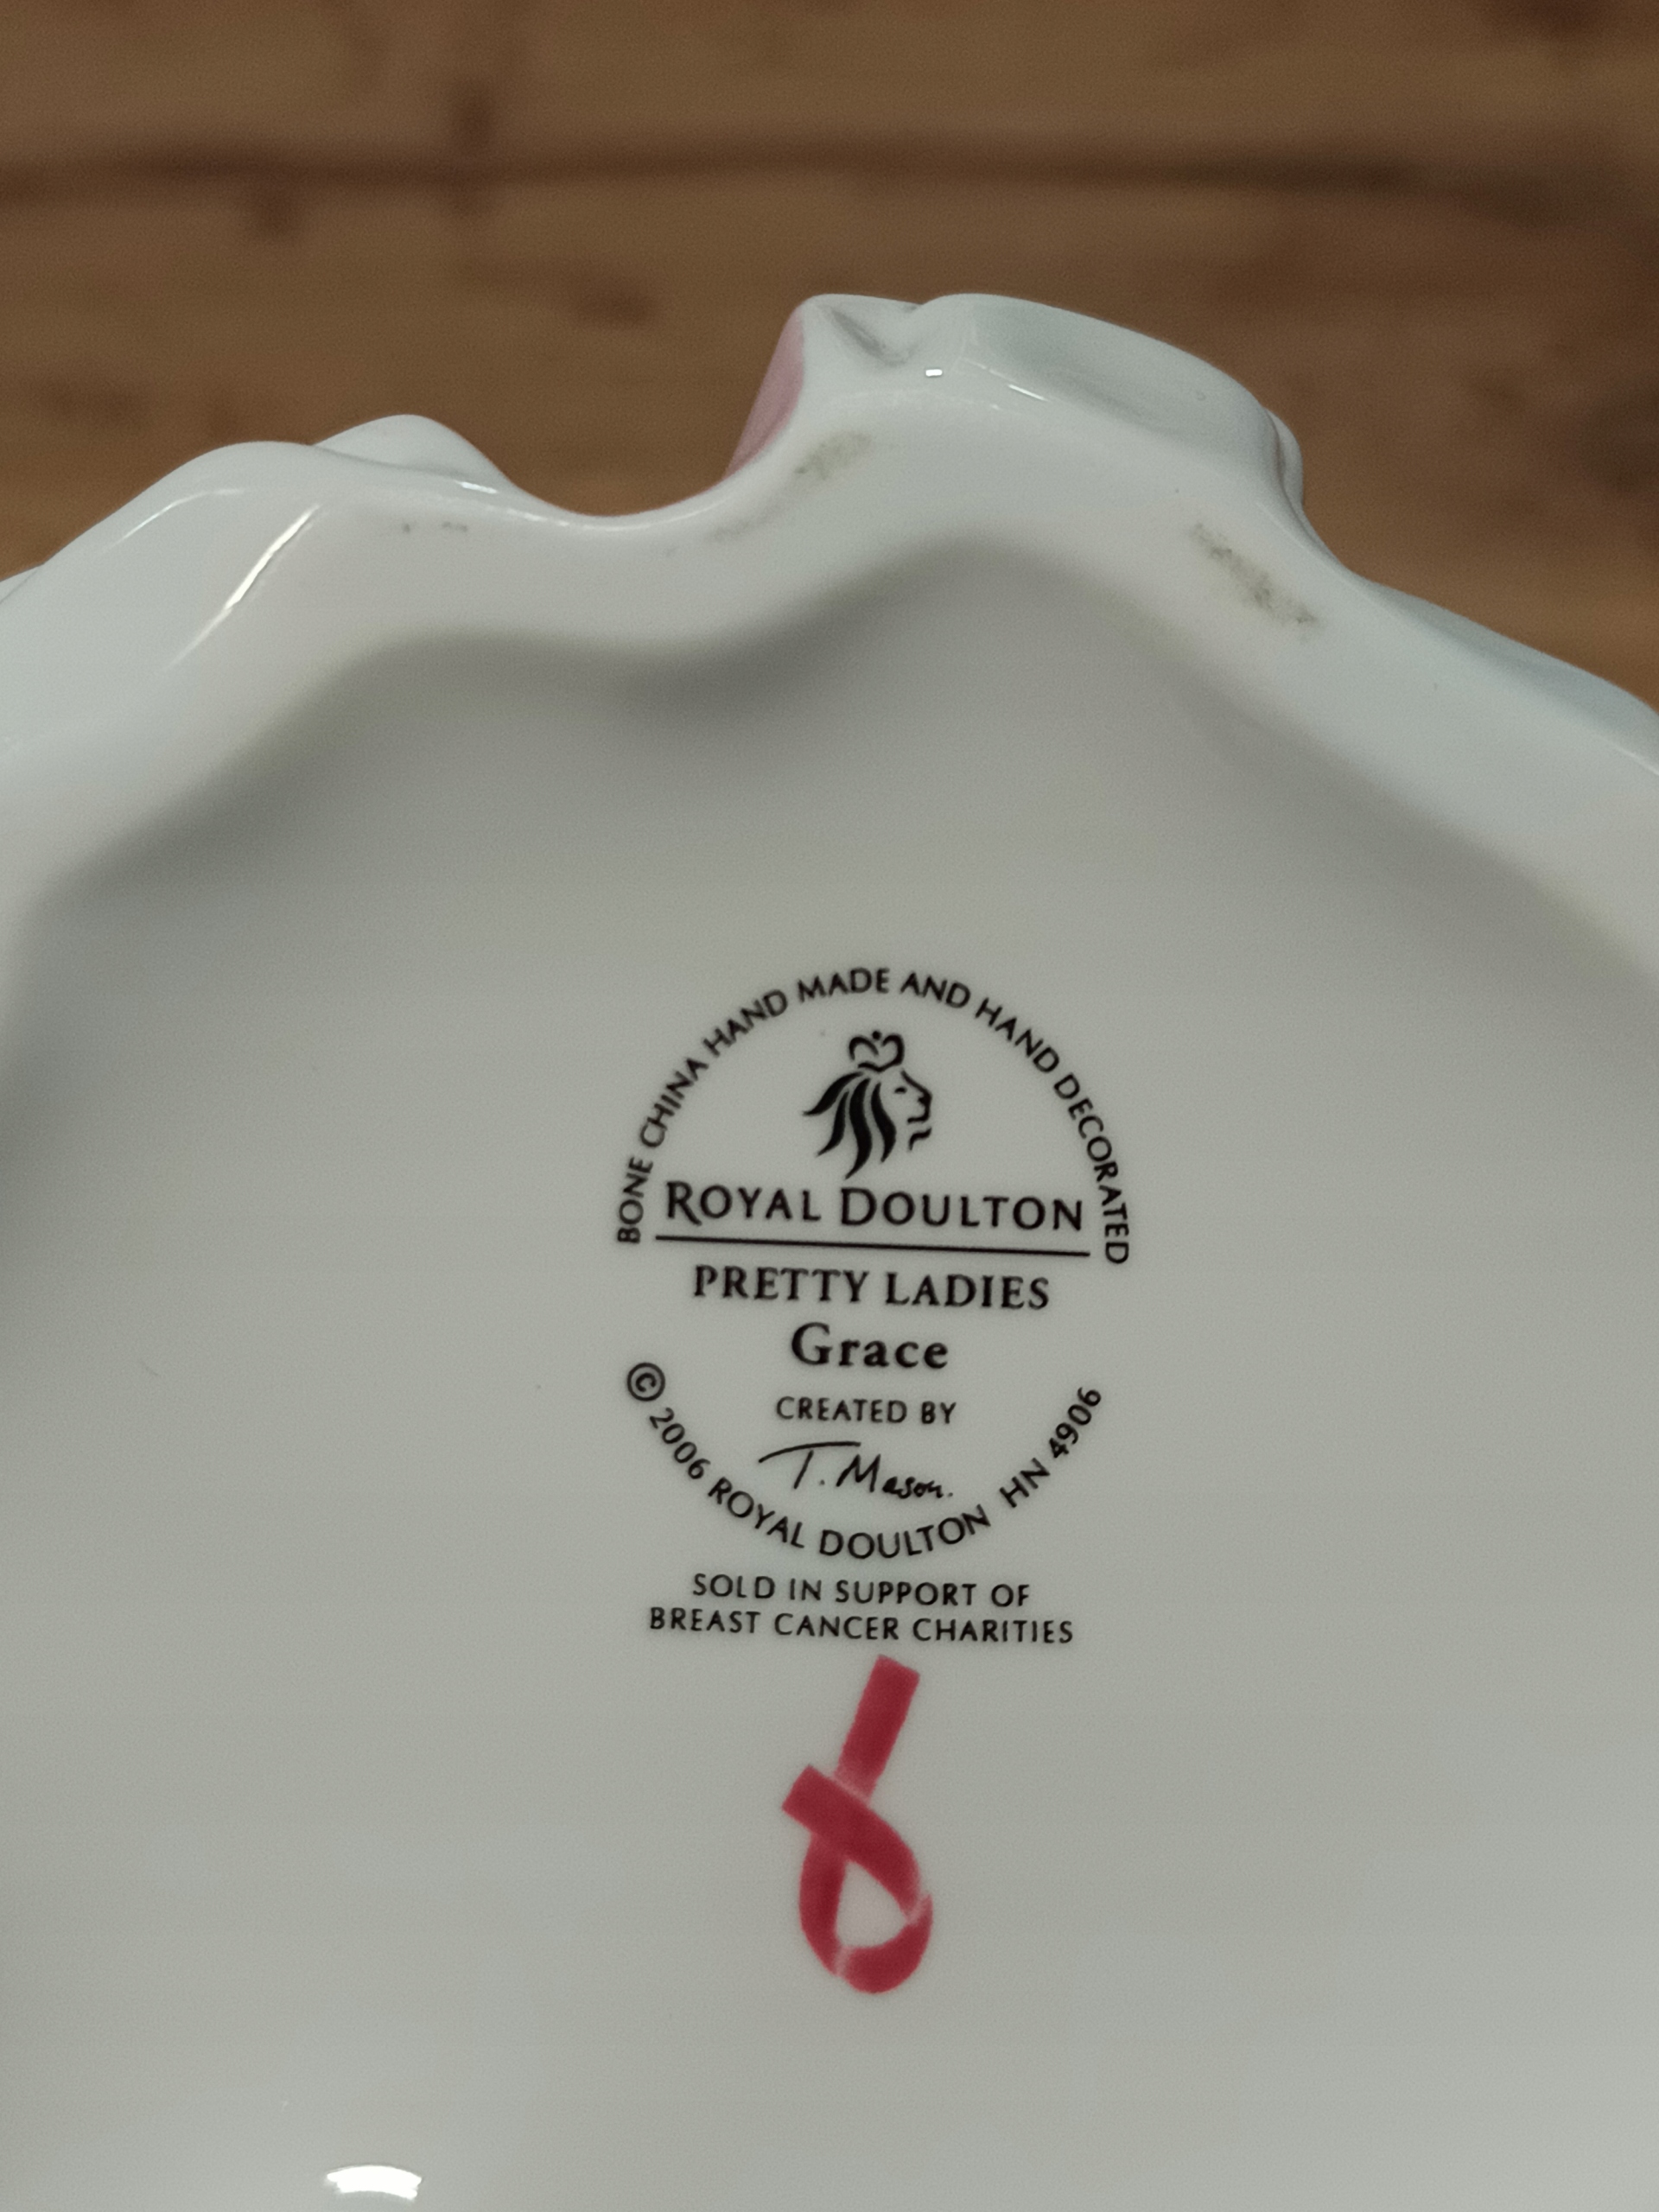 BONE CHINA HAND MADE AND HAND DECORATED
ROYAL DOULTON
PRETTY LADIES
Grace
CREATED BY
T. Mason.
© 2006 ROYAL DOULTON HN 4906
SOLD IN SUPPORT OF
BREAST CANCER CHARITIES